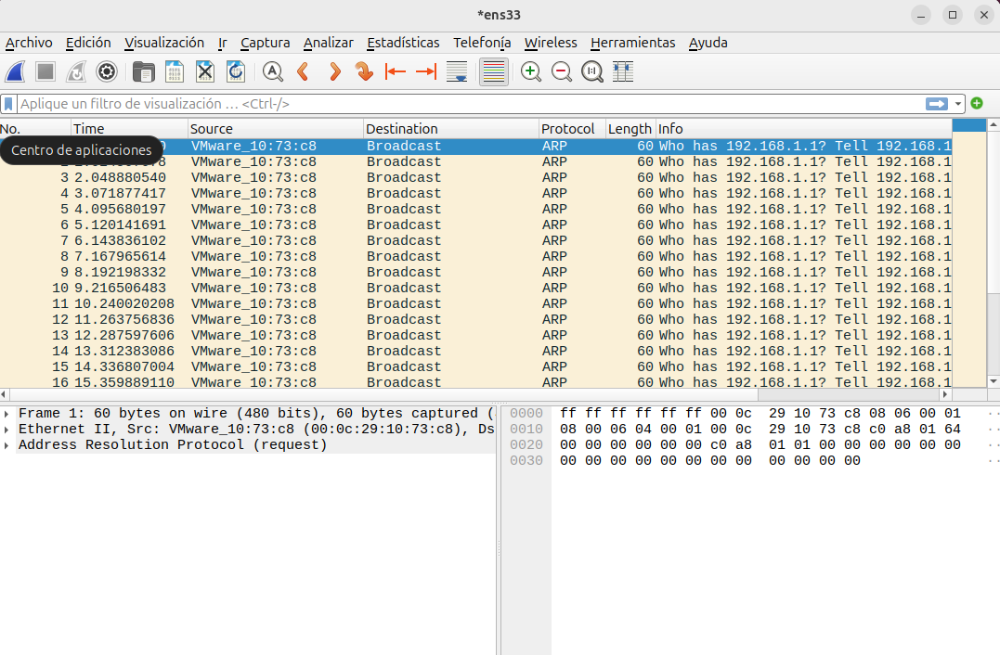 *ens33
Archivo Edición Visualización Ir Captura Analizar Estadísticas Telefonía Wireless Herramientas Ayuda
Aplique un filtro de visualización … <Ctrl-/>
No. Time Source Destination Protocol Length Info
Centro de aplicaciones VMware_10:73:c8 Broadcast ARP 60 Who has 192.168.1.1? Tell 192.168.1
VMware_10:73:c8 Broadcast ARP 60 Who has 192.168.1.1? Tell 192.168.1
3 2.048880540 VMware_10:73:c8 Broadcast ARP 60 Who has 192.168.1.1? Tell 192.168.1
4 3.071877417 VMware_10:73:c8 Broadcast ARP 60 Who has 192.168.1.1? Tell 192.168.1
5 4.095680197 VMware_10:73:c8 Broadcast ARP 60 Who has 192.168.1.1? Tell 192.168.1
6 5.120141691 VMware_10:73:c8 Broadcast ARP 60 Who has 192.168.1.1? Tell 192.168.1
7 6.143836102 VMware_10:73:c8 Broadcast ARP 60 Who has 192.168.1.1? Tell 192.168.1
8 7.167965614 VMware_10:73:c8 Broadcast ARP 60 Who has 192.168.1.1? Tell 192.168.1
9 8.192198332 VMware_10:73:c8 Broadcast ARP 60 Who has 192.168.1.1? Tell 192.168.1
10 9.216506483 VMware_10:73:c8 Broadcast ARP 60 Who has 192.168.1.1? Tell 192.168.1
11 10.240020208 VMware_10:73:c8 Broadcast ARP 60 Who has 192.168.1.1? Tell 192.168.1
12 11.263756836 VMware_10:73:c8 Broadcast ARP 60 Who has 192.168.1.1? Tell 192.168.1
13 12.287597606 VMware_10:73:c8 Broadcast ARP 60 Who has 192.168.1.1? Tell 192.168.1
14 13.312383086 VMware_10:73:c8 Broadcast ARP 60 Who has 192.168.1.1? Tell 192.168.1
15 14.336807004 VMware_10:73:c8 Broadcast ARP 60 Who has 192.168.1.1? Tell 192.168.1
16 15.359889110 VMware_10:73:c8 Broadcast ARP 60 Who has 192.168.1.1? Tell 192.168.1
Frame 1: 60 bytes on wire (480 bits), 60 bytes captured (
Ethernet II, Src: VMware_10:73:c8 (00:0c:29:10:73:c8), Ds
Address Resolution Protocol (request)
0000 ff ff ff ff ff ff 00 0c 29 10 73 c8 08 06 00 01 ··
0010 08 00 06 04 00 01 00 0c 29 10 73 c8 c0 a8 01 64 ··
0020 00 00 00 00 00 00 c0 a8 01 01 00 00 00 00 00 00 ··
0030 00 00 00 00 00 00 00 00 00 00 00 00 ··